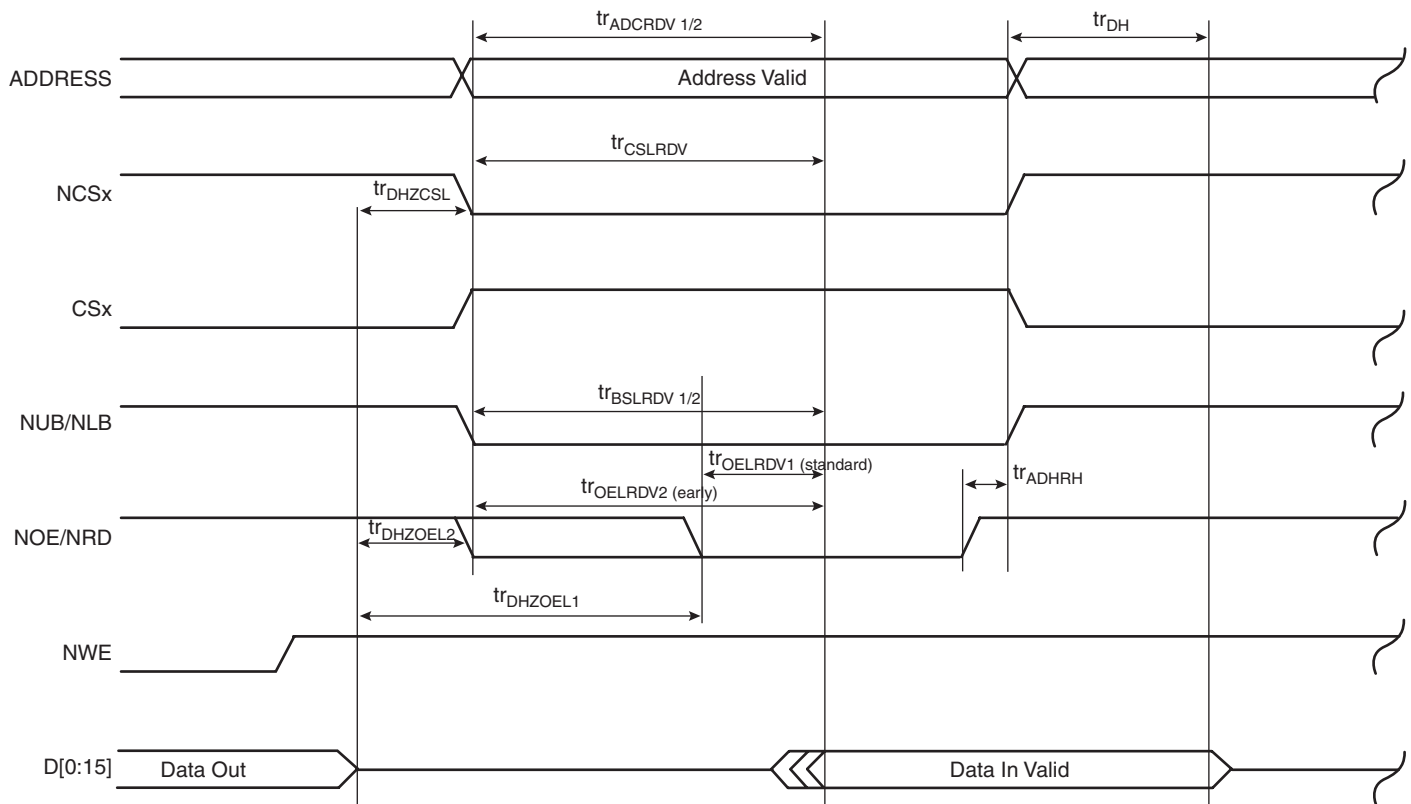 tr_ADCRDV 1/2
tr_DH
ADDRESS
Address Valid
tr_CSLRDV
NCSx
tr_DHZCSL
CSx
tr_BSLRDV 1/2
NUB/NLB
tr_OELRDV1 (standard)
tr_ADHRH
tr_OELRDV2 (early)
NOE/NRD
tr_DHZOEL2
tr_DHZOEL1
NWE
D[0:15]
Data Out
Data In Valid